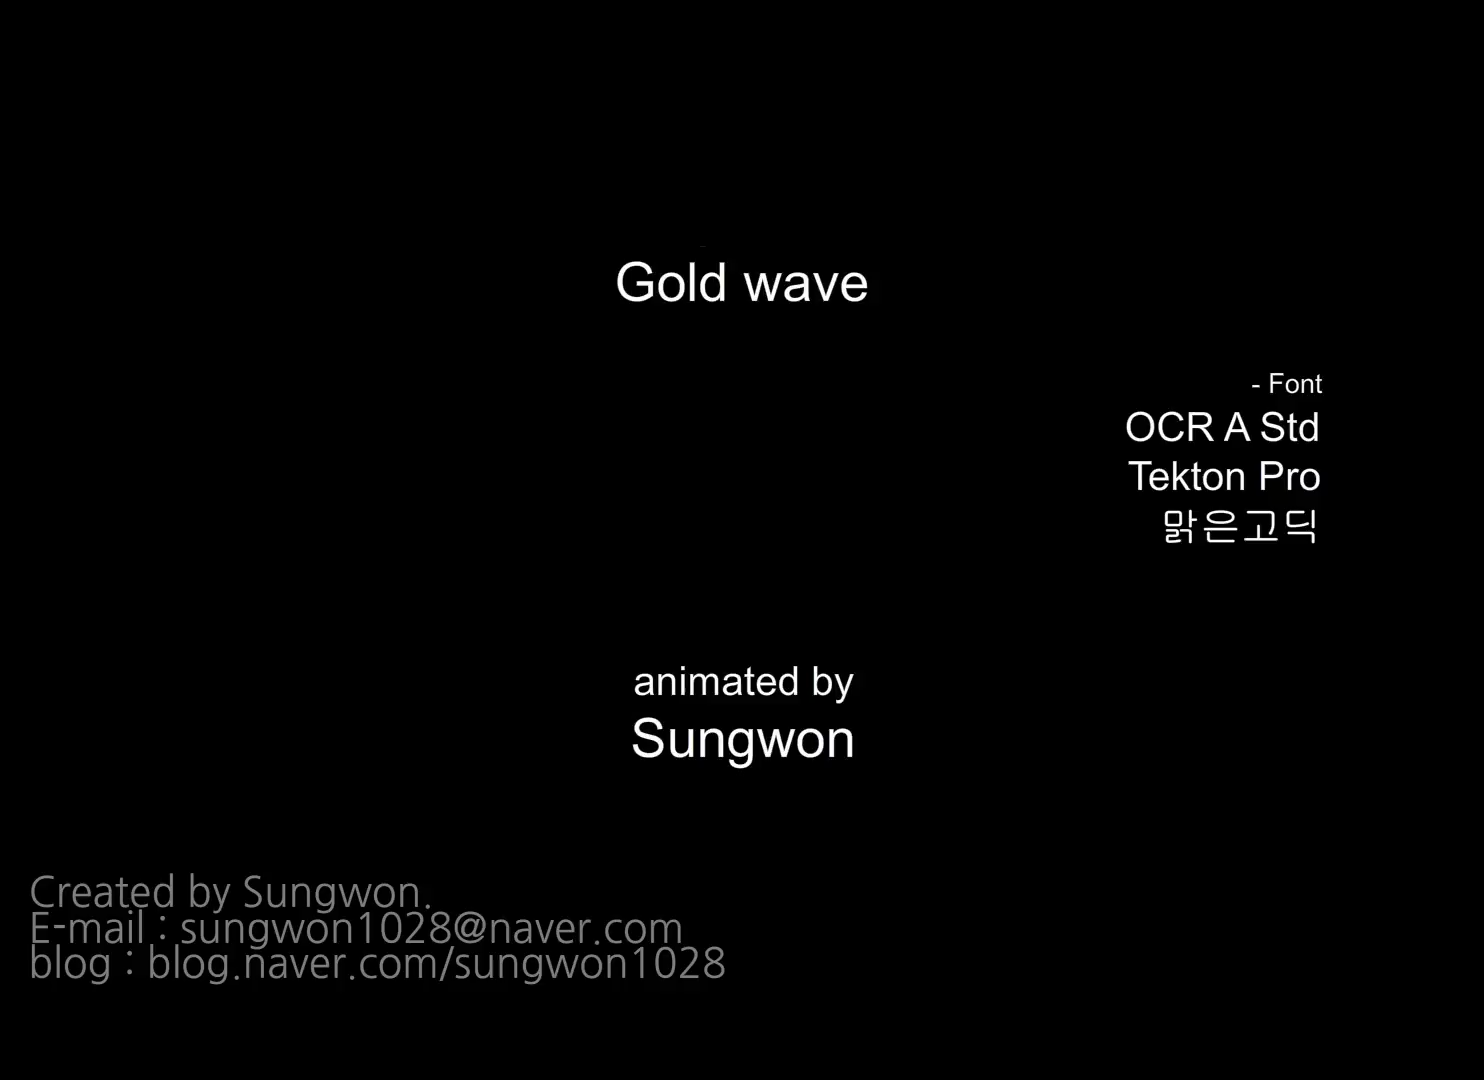 Gold wave
- Font
OCR A Std
Tekton Pro
맑은고딕
animated by
Sungwon
Created by Sungwon.
E-mail : sungwon1028@naver.com
blog : blog.naver.com/sungwon1028